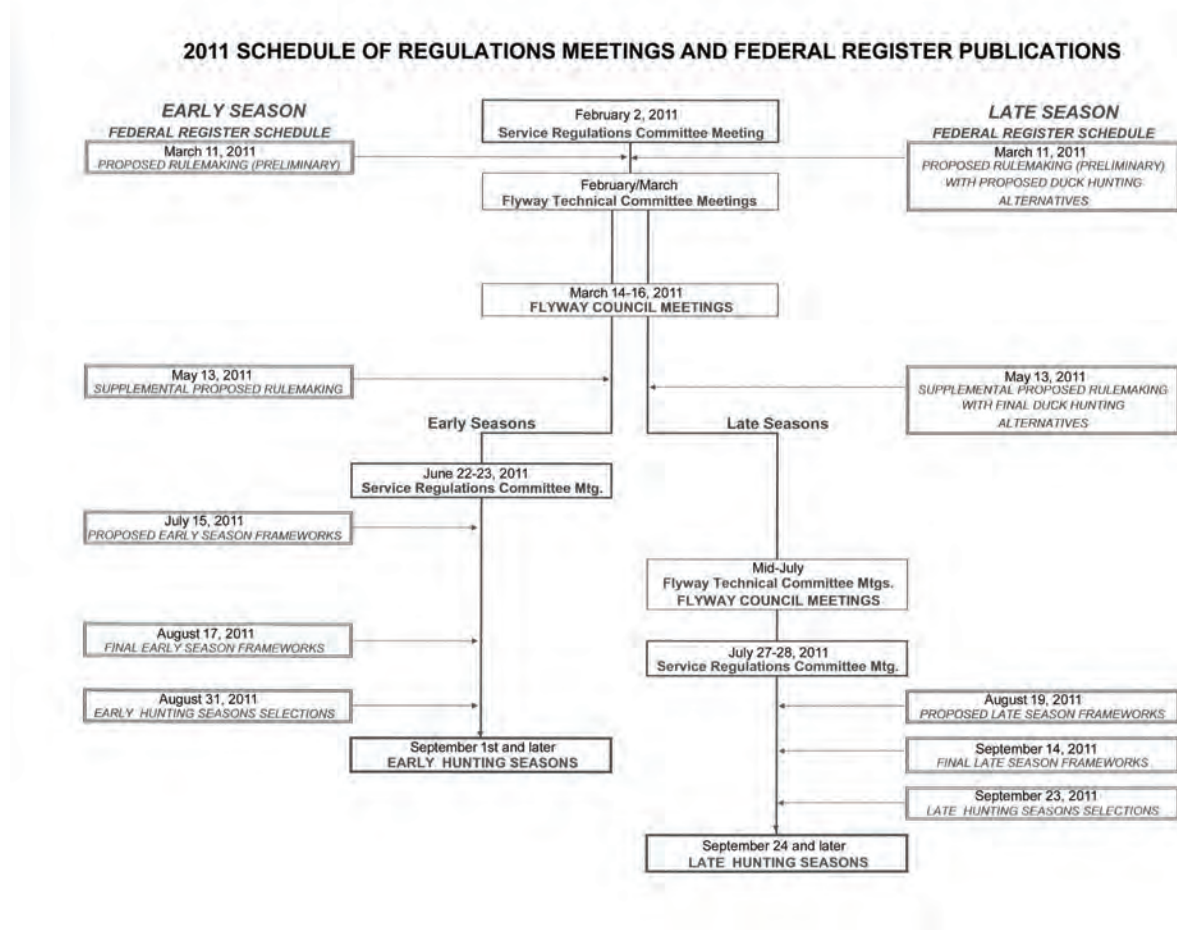 2011 SCHEDULE OF REGULATIONS MEETINGS AND FEDERAL REGISTER PUBLICATIONS
EARLY SEASON
FEDERAL REGISTER SCHEDULE
March 11, 2011
PROPOSED RULEMAKING (PRELIMINARY)
February 2, 2011
Service Regulations Committee Meeting
LATE SEASON
FEDERAL REGISTER SCHEDULE
March 11, 2011
PROPOSED RULEMAKING (PRELIMINARY)
WITH PROPOSED DUCK HUNTING
ALTERNATIVES
February/March
Flyway Technical Committee Meetings
March 14-16, 2011
FLYWAY COUNCIL MEETINGS
May 13, 2011
SUPPLEMENTAL PROPOSED RULEMAKING
May 13, 2011
SUPPLEMENTAL PROPOSED RULEMAKING
WITH FINAL DUCK HUNTING
ALTERNATIVES
Early Seasons
Late Seasons
June 22-23, 2011
Service Regulations Committee Mtg.
July 15, 2011
PROPOSED EARLY SEASON FRAMEWORKS
Mid-July
Flyway Technical Committee Mtgs.
FLYWAY COUNCIL MEETINGS
August 17, 2011
FINAL EARLY SEASON FRAMEWORKS
July 27-28, 2011
Service Regulations Committee Mtg.
August 31, 2011
EARLY HUNTING SEASONS SELECTIONS
August 19, 2011
PROPOSED LATE SEASON FRAMEWORKS
September 1st and later
EARLY HUNTING SEASONS
September 14, 2011
FINAL LATE SEASON FRAMEWORKS
September 23, 2011
LATE HUNTING SEASONS SELECTIONS
September 24 and later
LATE HUNTING SEASONS